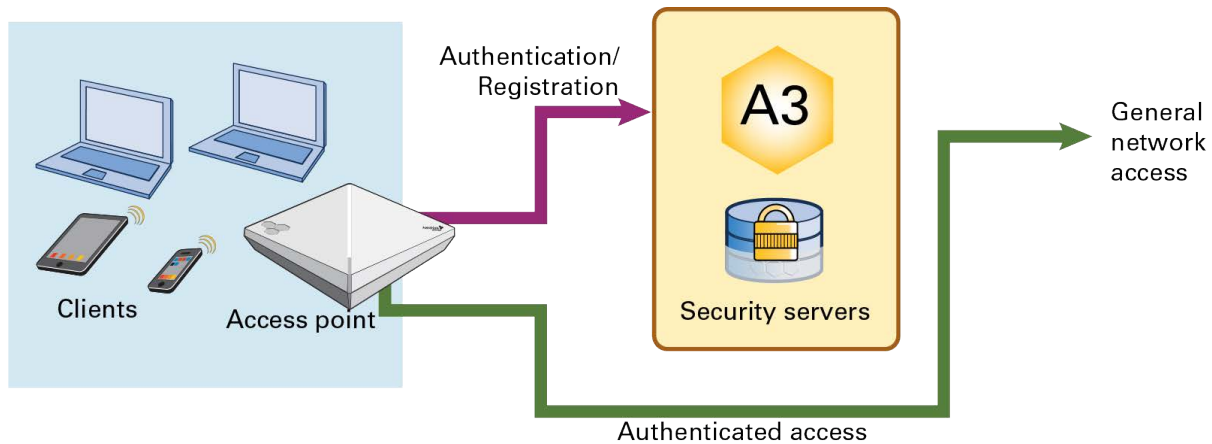 Authentication/
Registration
A3
General
network
access
Clients
Access point
Security servers
Authenticated access